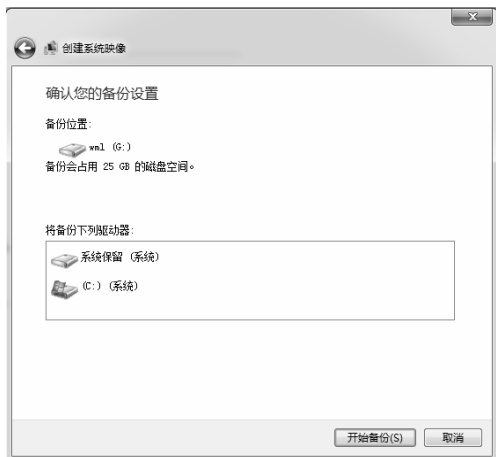 创建系统映像
确认您的备份设置
备份位置:
wml (G:)
备份会占用 25 GB 的磁盘空间。
将备份下列驱动器:
系统保留 (系统)
(C:) (系统)
开始备份(S)
取消